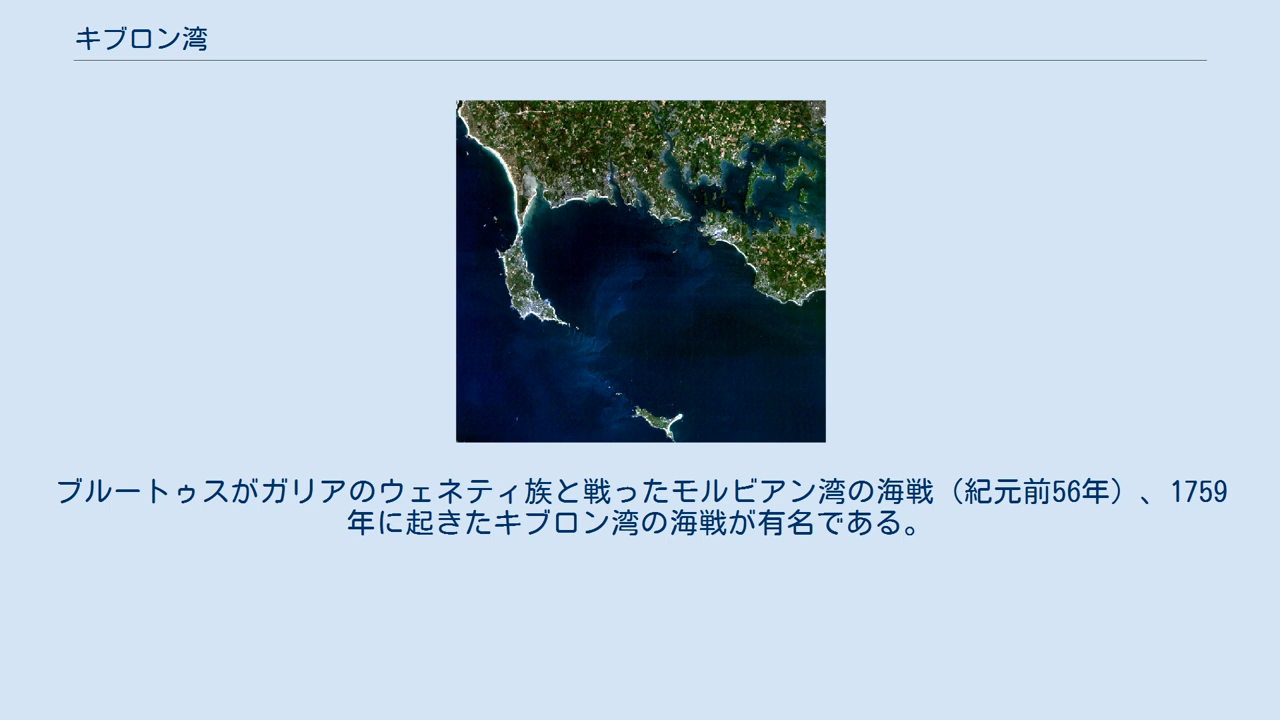 キブロン湾
ブルートゥスがガリアのウェネティ族と戦ったモルビアン湾の海戦（紀元前56年）、1759
年に起きたキブロン湾の海戦が有名である。